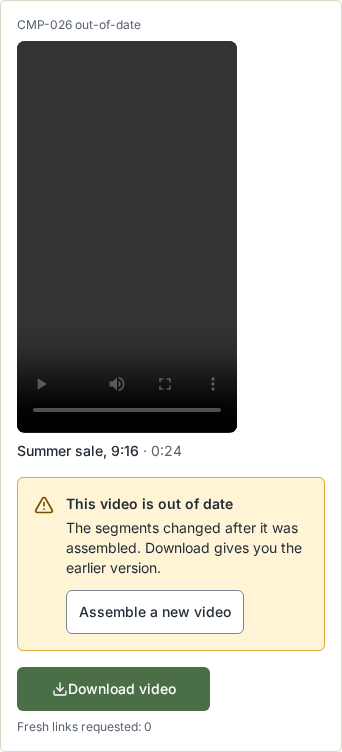 CMP-026 out-of-date
Summer sale, 9:16 · 0:24
This video is out of date
The segments changed after it was
assembled. Download gives you the
earlier version.
Assemble a new video
Download video
Fresh links requested: 0